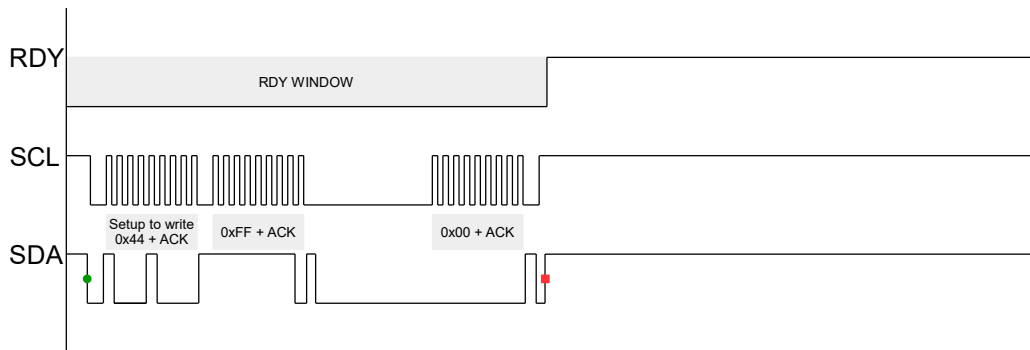 RDY
RDY WINDOW
SCL
Setup to write
0x44 + ACK
0xFF + ACK
0x00 + ACK
SDA